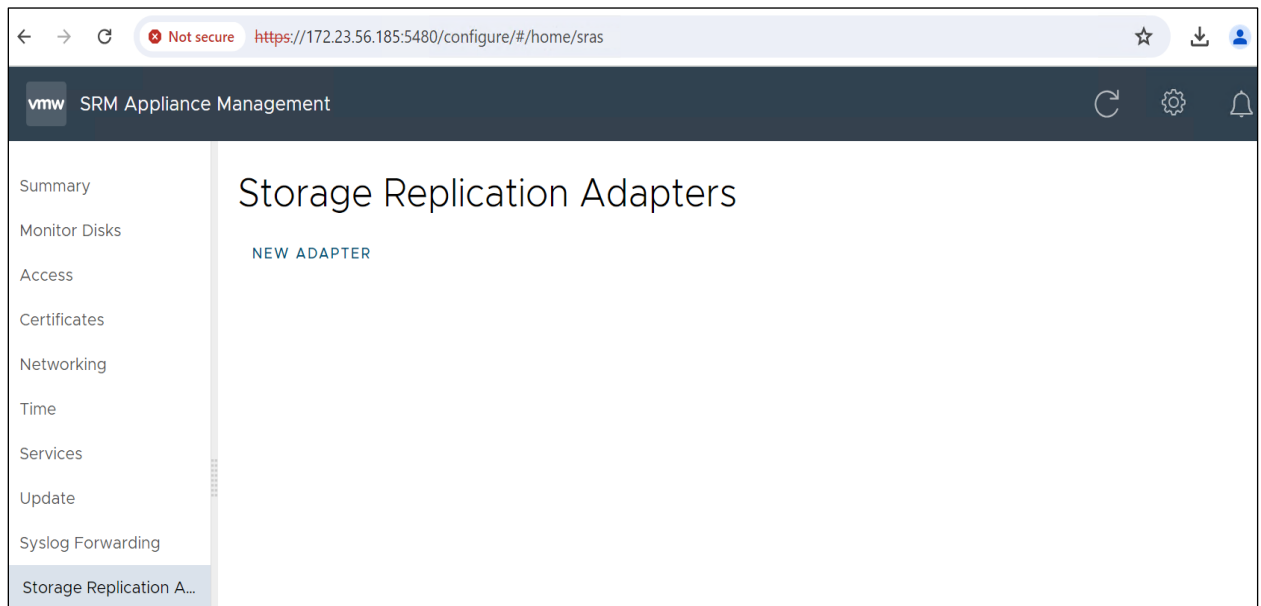 Not secure https://172.23.56.185:5480/configure/#/home/sras
vmw SRM Appliance Management
Summary
Monitor Disks
Access
Certificates
Networking
Time
Services
Update
Syslog Forwarding
Storage Replication A...
Storage Replication Adapters
NEW ADAPTER